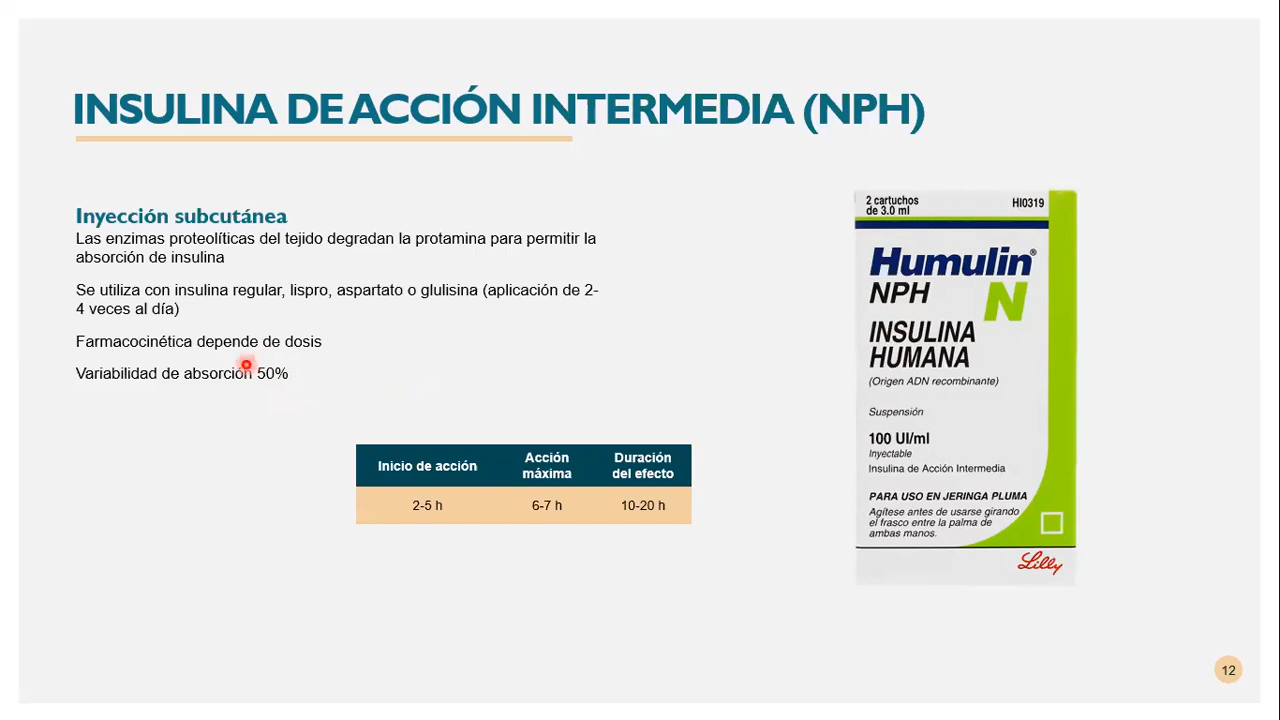 INSULINA DE ACCIÓN INTERMEDIA (NPH)
Inyección subcutánea
Las enzimas proteolíticas del tejido degradan la protamina para permitir la
absorción de insulina
Se utiliza con insulina regular, lispro, aspartato o glulisina (aplicación de 2-
4 veces al día)
Farmacocinética depende de dosis
Variabilidad de absorción 50%
Inicio de acción
Acción
máxima
Duración
del efecto
2-5 h
6-7 h
10-20 h
2 cartuchos
de 3.0 ml
HI0319
Humulin®
NPH
N
INSULINA
HUMANA
(Origen ADN recombinante)
Suspensión
100 UI/ml
Inyectable
Insulina de Acción Intermedia
PARA USO EN JERINGA PLUMA
Agítese antes de usarse girando
el frasco entre la palma de
ambas manos.
Lilly
12